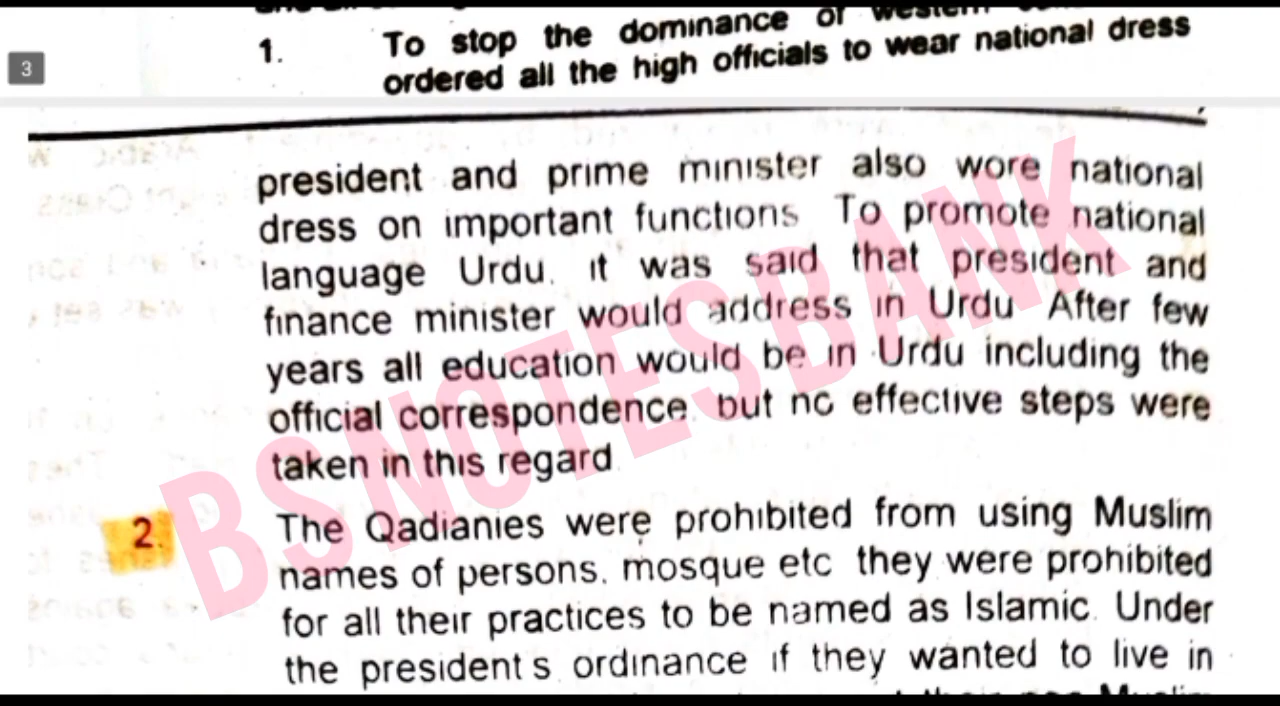 3
1. To stop the dominance of western
ordered all the high officials to wear national dress
president and prime minister also wore national
dress on important functions To promote national
language Urdu. it was said that president and
finance minister would address in Urdu After few
years all education would be in Urdu including the
official correspondence. but no effective steps were
taken in this regard
2. The Qadianies were prohibited from using Muslim
names of persons, mosque etc they were prohibited
for all their practices to be named as Islamic. Under
the president s ordinance if they wanted to live in
BSNOTESBANK